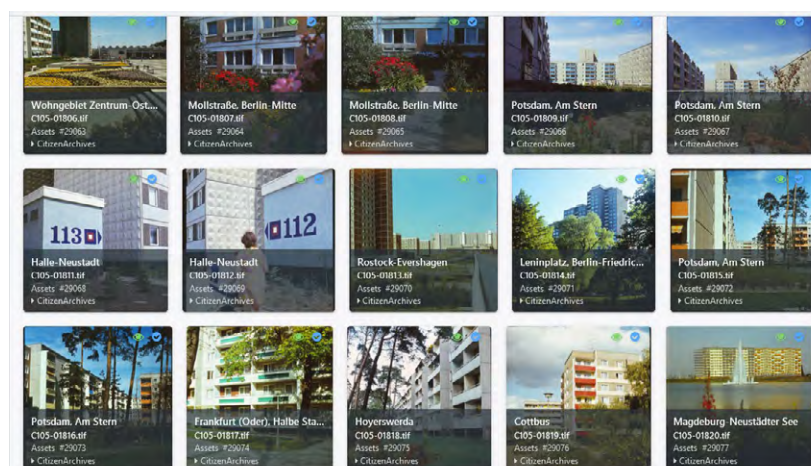 Wohngebiet Zentrum-Ost,...
C105-01806.tif
Assets #29063
CitizenArchives
Mollstraße, Berlin-Mitte
C105-01807.tif
Assets #29064
CitizenArchives
Mollstraße, Berlin-Mitte
C105-01808.tif
Assets #29065
CitizenArchives
Potsdam, Am Stern
C105-01809.tif
Assets #29066
CitizenArchives
Potsdam, Am Stern
C105-01810.tif
Assets #29067
CitizenArchives
113
Halle-Neustadt
C105-01811.tif
Assets #29068
CitizenArchives
112
Halle-Neustadt
C105-01812.tif
Assets #29069
CitizenArchives
Rostock-Evershagen
C105-01813.tif
Assets #29070
CitizenArchives
Leninplatz, Berlin-Friedric...
C105-01814.tif
Assets #29071
CitizenArchives
Potsdam, Am Stern
C105-01815.tif
Assets #29072
CitizenArchives
Potsdam, Am Stern
C105-01816.tif
Assets #29073
CitizenArchives
Frankfurt (Oder), Halbe Sta...
C105-01817.tif
Assets #29074
CitizenArchives
Hoyerswerda
C105-01818.tif
Assets #29075
CitizenArchives
Cottbus
C105-01819.tif
Assets #29076
CitizenArchives
Magdeburg-Neustädter See
C105-01820.tif
Assets #29077
CitizenArchives